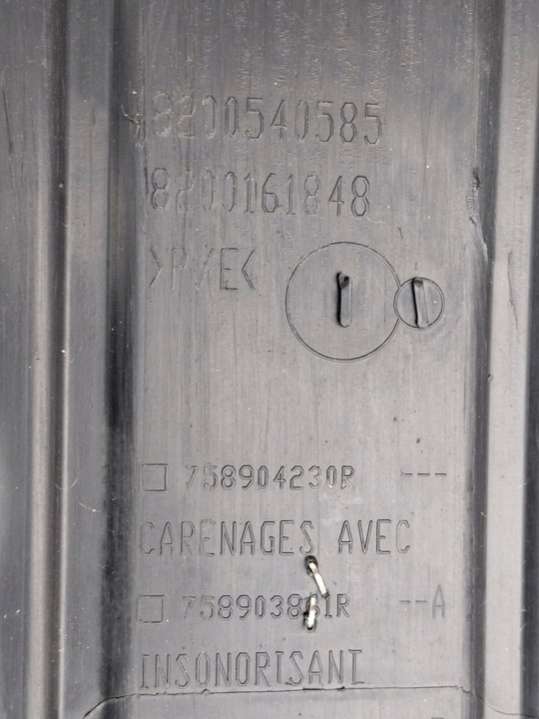 8200540585
8200161848
>P/E<
758904230R ---
CARENAGES AVEC
--A
INSONORISANT